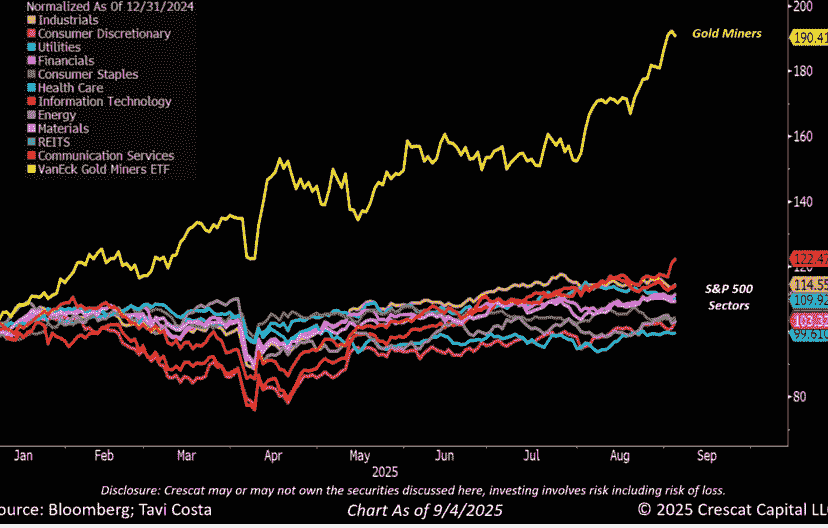 Normalized As Of 12/31/2024
Industrials
Consumer Discretionary
Utilities
Financials
Consumer Staples
Health Care
Information Technology
Energy
Materials
REITS
Communication Services
VanEck Gold Miners ETF
200
190.41
Gold Miners
180
160
140
122.47
120
114.55
109.92
S&P 500
Sectors
80
Jan Feb Mar Apr May Jun Jul Aug Sep
2025
Disclosure: Crescat may or may not own the securities discussed here, investing involves risk including risk of loss.
ource: Bloomberg; Tavi Costa Chart As of 9/4/2025 © 2025 Crescat Capital LL